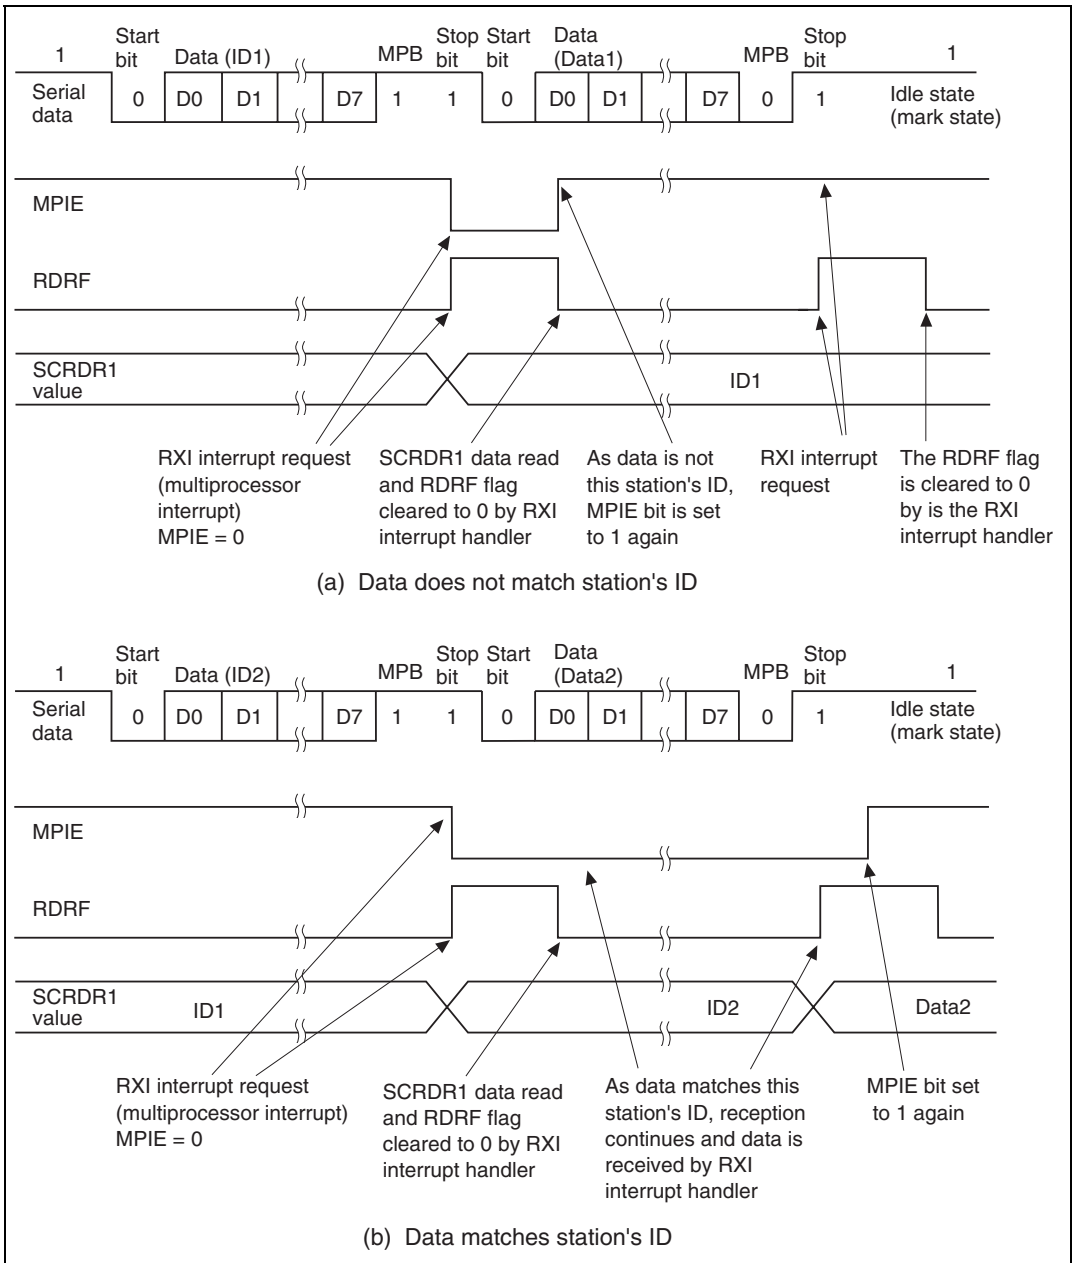 1 Start bit Data (ID1) MPB Stop bit Start bit Data (Data1) MPB Stop bit 1
Serial data 0 D0 D1 D7 1 1 0 D0 D1 D7 0 1 Idle state (mark state)
MPIE
RDRF
SCRDR1 value ID1
RXI interrupt request
(multiprocessor
interrupt)
MPIE = 0
SCRDR1 data read
and RDRF flag
cleared to 0 by RXI
interrupt handler
As data is not
this station's ID,
MPIE bit is set
to 1 again
RXI interrupt
request
The RDRF flag
is cleared to 0
by is the RXI
interrupt handler
(a) Data does not match station's ID
1 Start bit Data (ID2) MPB Stop bit Start bit Data (Data2) MPB Stop bit 1
Serial data 0 D0 D1 D7 1 1 0 D0 D1 D7 0 1 Idle state (mark state)
MPIE
RDRF
SCRDR1 value ID1 ID2 Data2
RXI interrupt request
(multiprocessor interrupt)
MPIE = 0
SCRDR1 data read
and RDRF flag
cleared to 0 by RXI
interrupt handler
As data matches this
station's ID, reception
continues and data is
received by RXI
interrupt handler
MPIE bit set
to 1 again
(b) Data matches station's ID